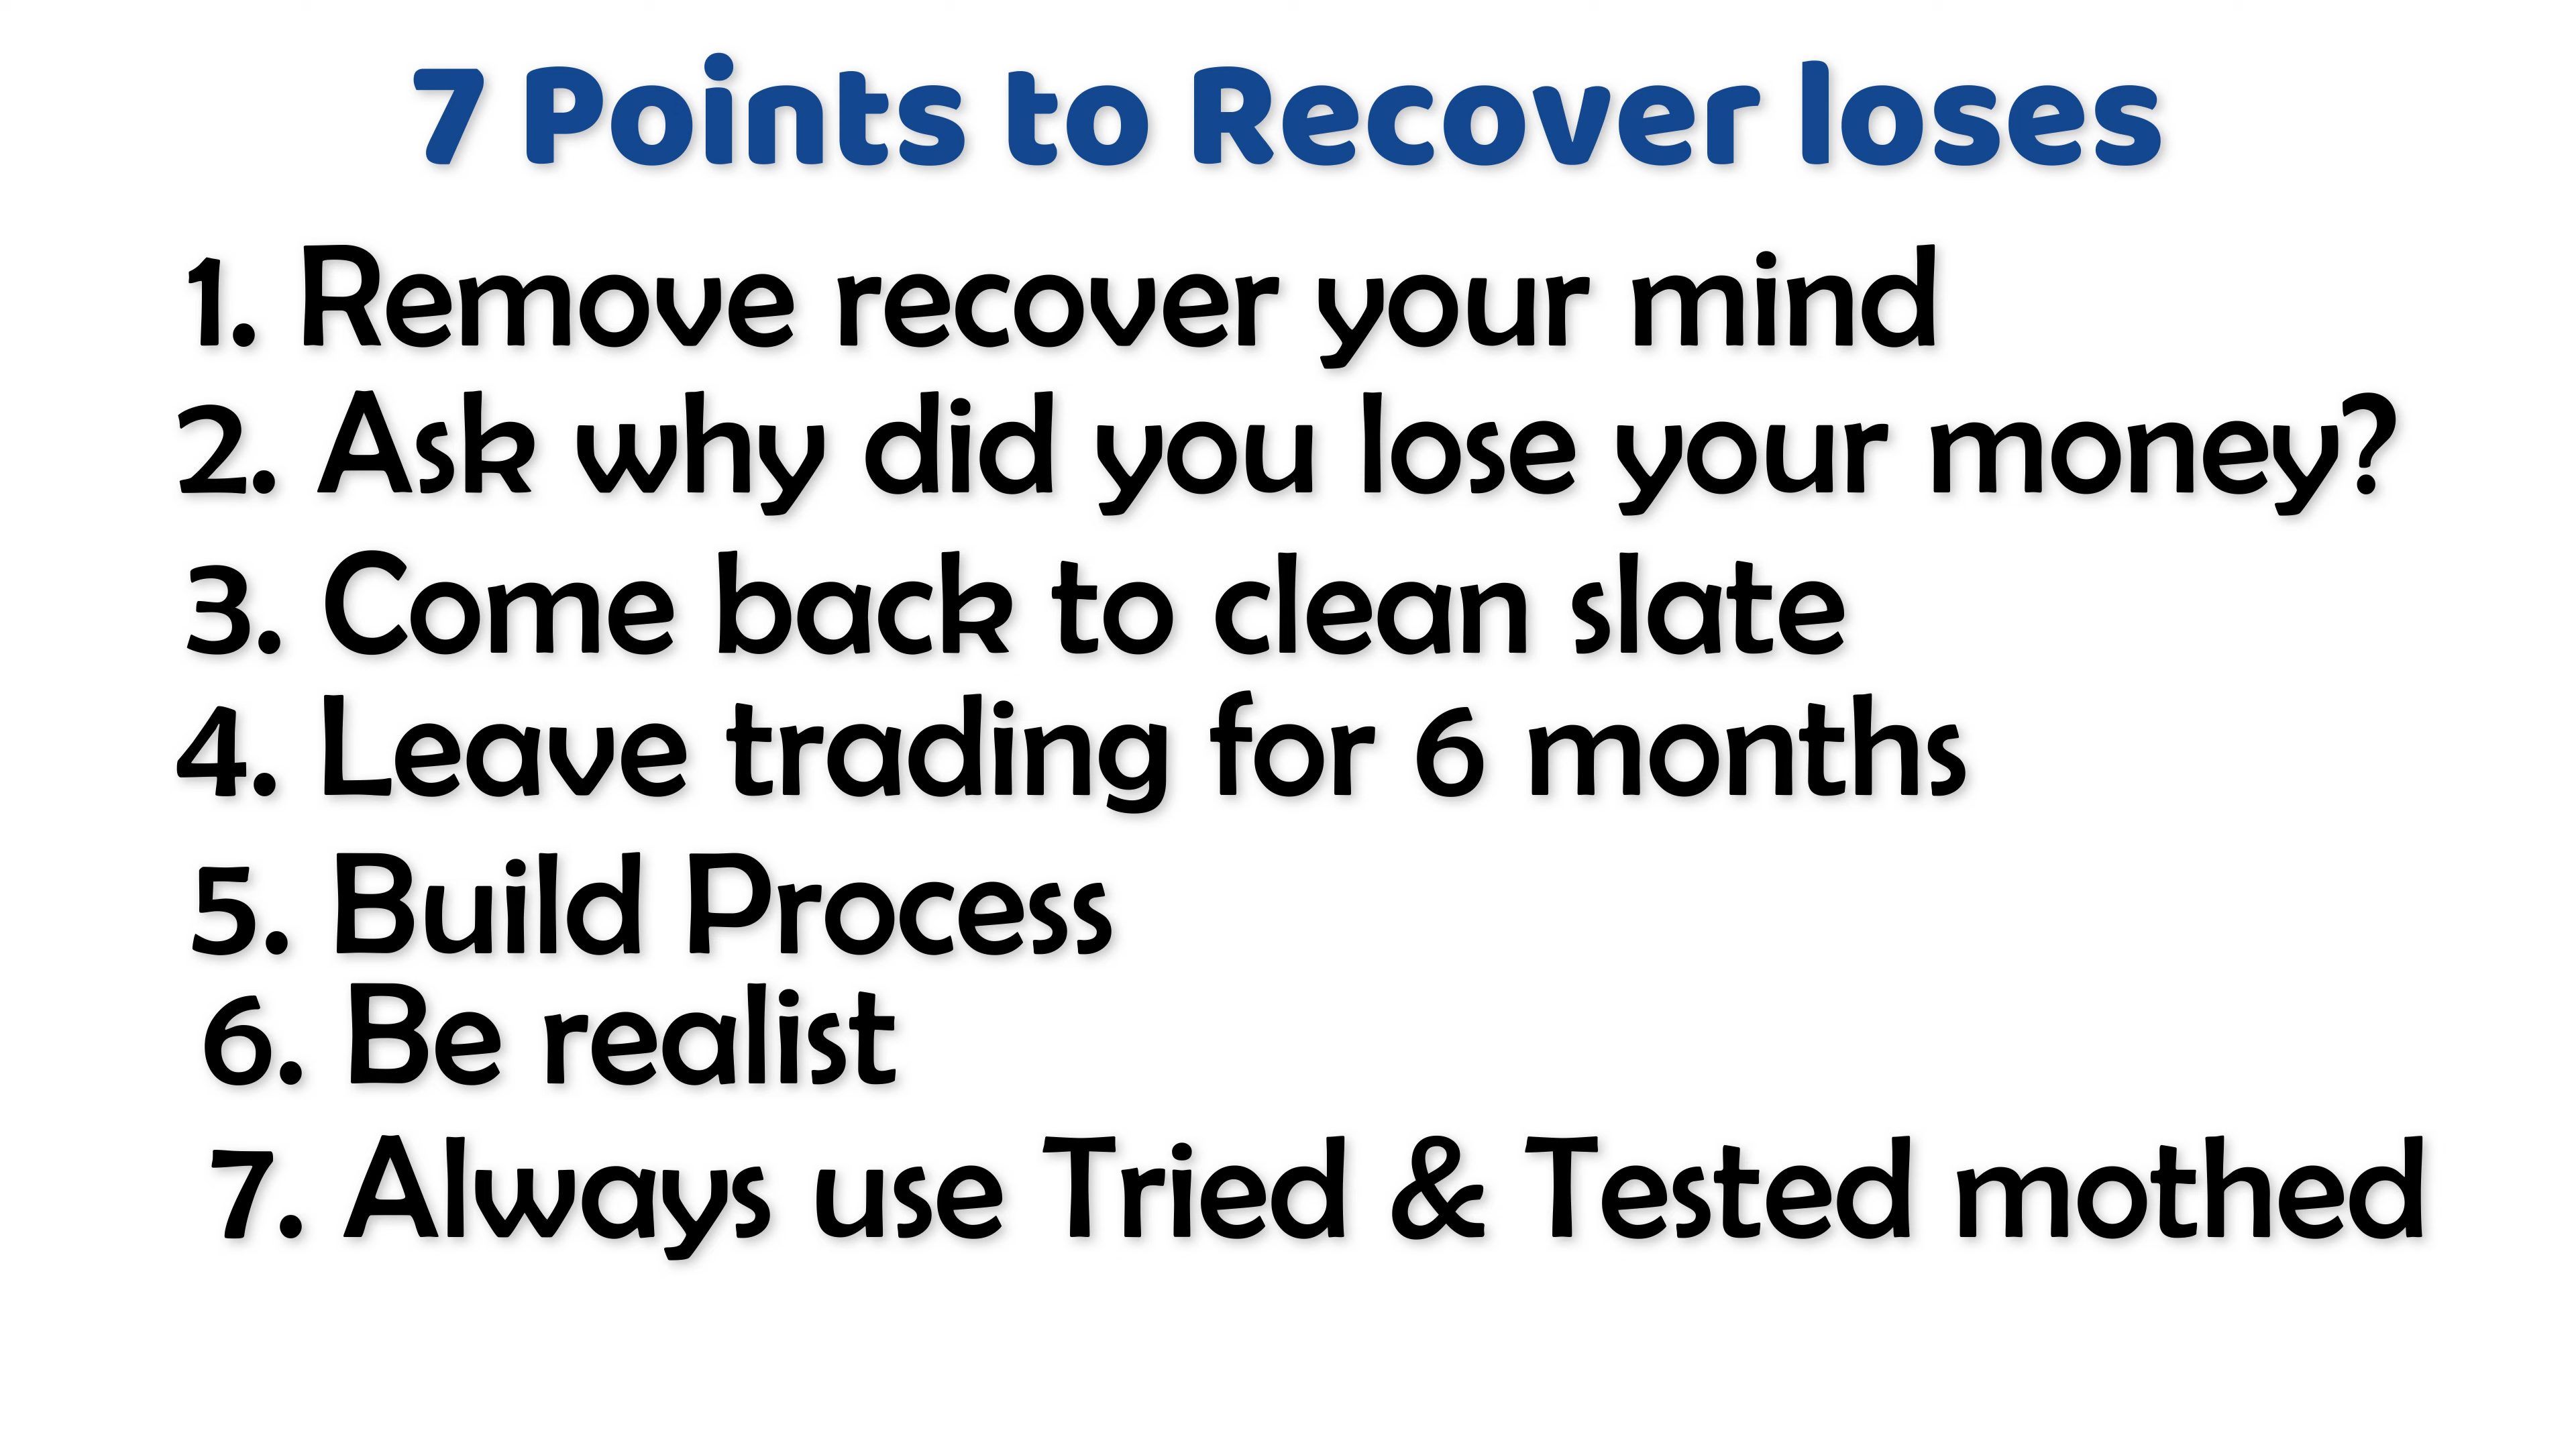 7 Points to Recover loses
1. Remove recover your mind
2. Ask why did you lose your money?
3. Come back to clean slate
4. Leave trading for 6 months
5. Build Process
6. Be realist
7. Always use Tried & Tested mothed